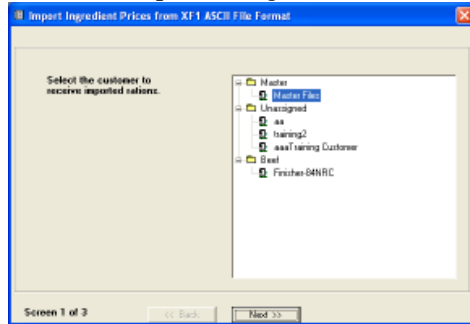 Import Ingredient Prices from XF1 ASCII File Format
Select the customer to
receive imported rations.
Master
Master Files
Unassigned
aa
training2
aaaTraining Customer
Beef
Finisher-84NRC
Screen 1 of 3
<< Back
Next >>